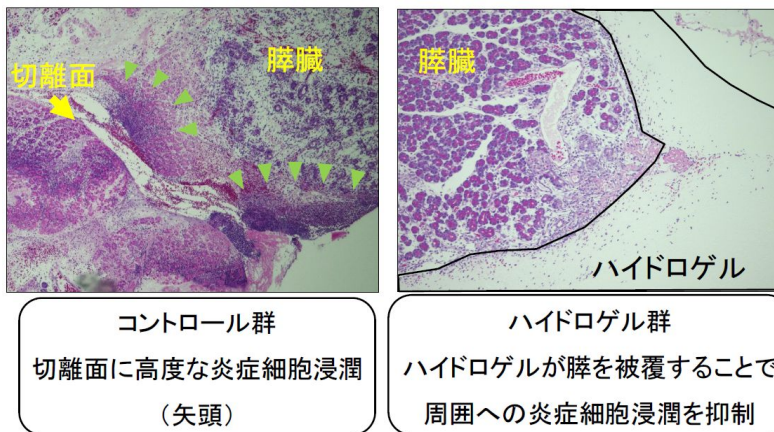 切離面
膵臓
膵臓
ハイドロゲル
コントロール群
切離面に高度な炎症細胞浸潤
(矢頭)
ハイドロゲル群
ハイドロゲルが膵を被覆することで
周囲への炎症細胞浸潤を抑制